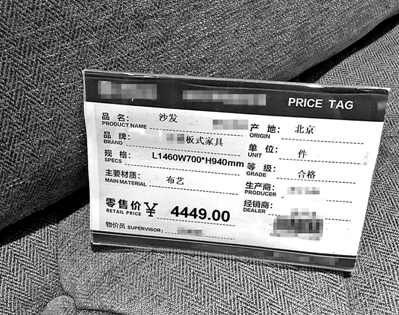 PRICE TAG
品 名: 沙发
PRODUCT NAME
产 地: 北京
ORIGIN
品 牌: 板式家具
BRAND
单 位: 件
UNIT
规 格: L1460W700*H940mm
SPECS
等 级: 合格
GRADE
主要材质: 布艺
MAIN MATERIAL
生产商:
PRODUCER
零售价 ¥ 4449.00
RETAIL PRICE
经销商:
DEALER
物价员 SUPERVISOR: